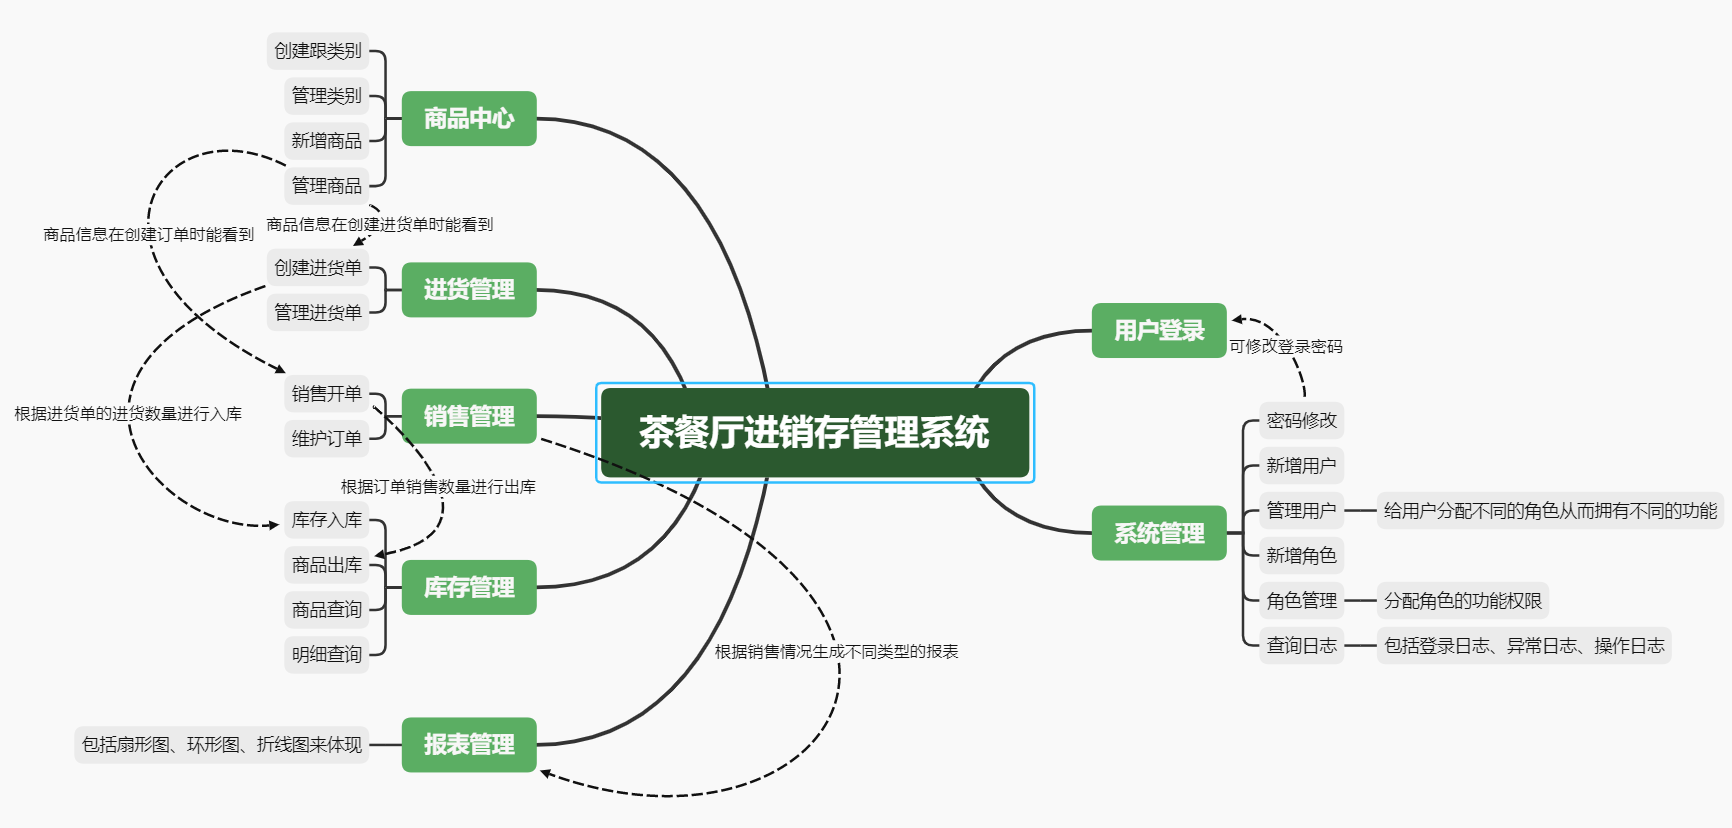 创建跟类别
管理类别
新增商品
管理商品
商品中心
商品信息在创建订单时能看到
商品信息在创建进货单时能看到
创建进货单
管理进货单
进货管理
根据进货单的进货数量进行入库
销售开单
维护订单
销售管理
根据订单销售数量进行出库
库存入库
商品出库
商品查询
明细查询
库存管理
根据销售情况生成不同类型的报表
包括扇形图、环形图、折线图来体现
报表管理
茶餐厅进销存管理系统
用户登录
可修改登录密码
系统管理
密码修改
新增用户
管理用户
给用户分配不同的角色从而拥有不同的功能
新增角色
角色管理
分配角色的功能权限
查询日志
包括登录日志、异常日志、操作日志